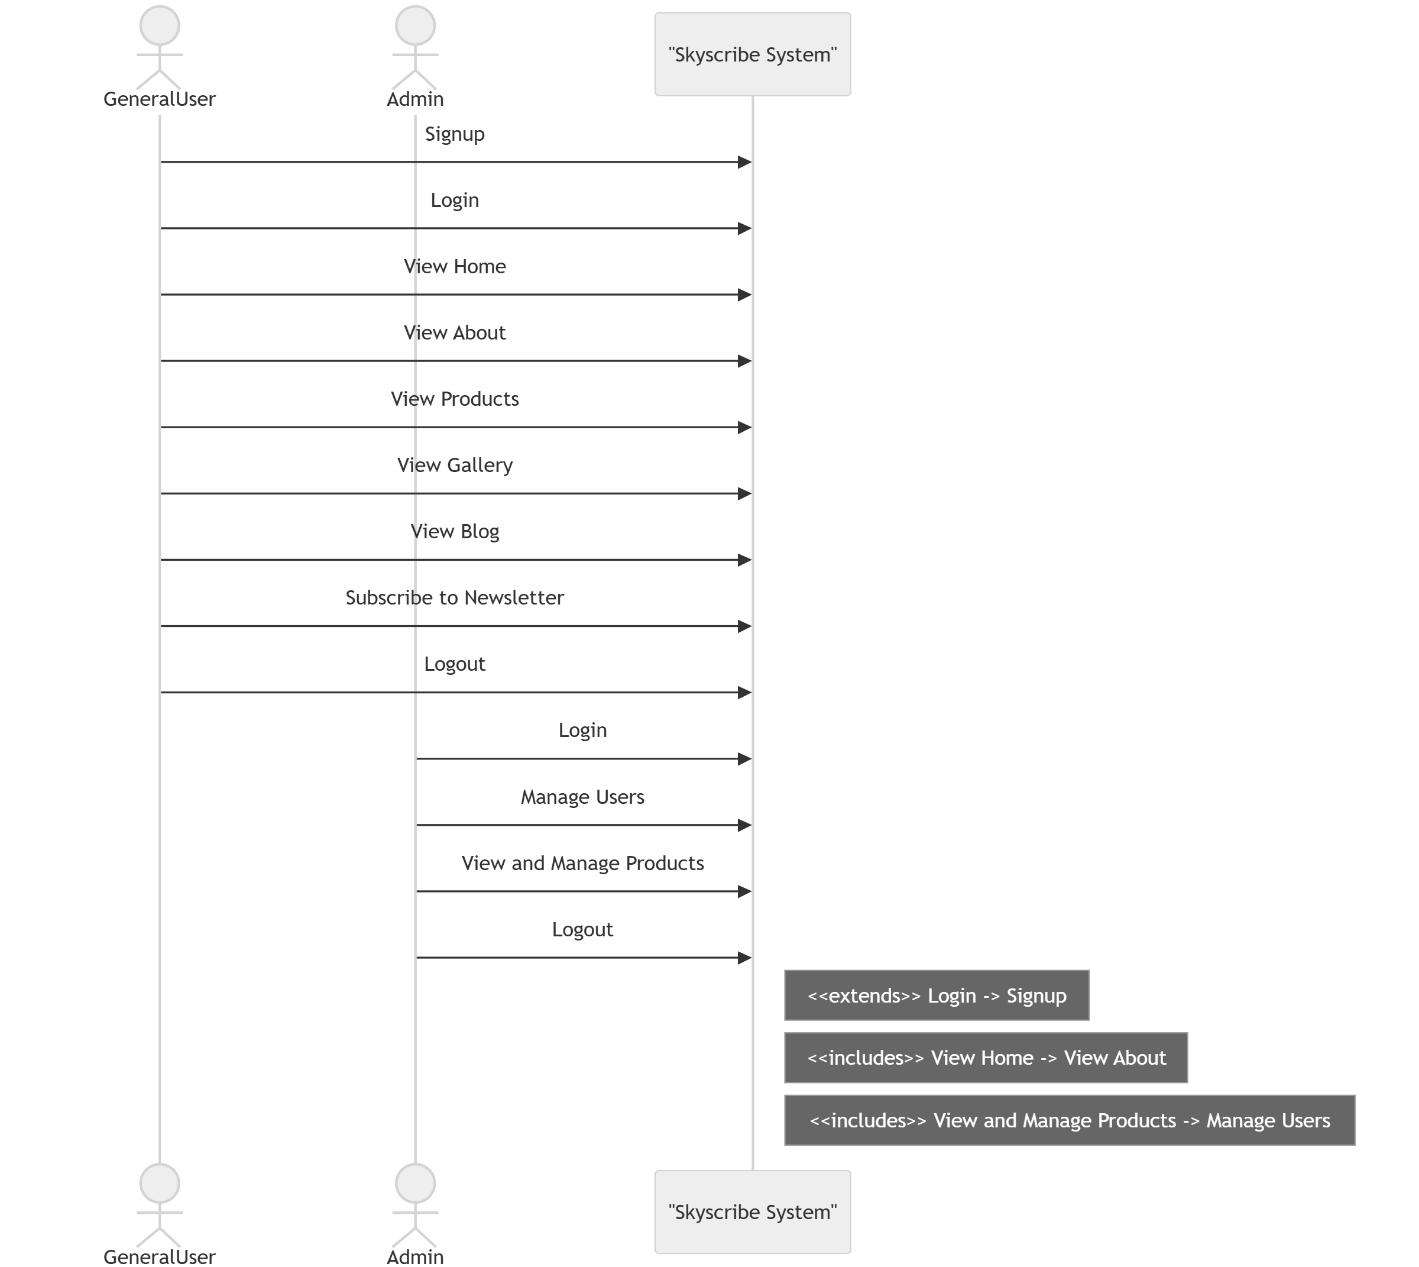 GeneralUser
Admin
"Skyscribe System"
Signup
Login
View Home
View About
View Products
View Gallery
View Blog
Subscribe to Newsletter
Logout
Login
Manage Users
View and Manage Products
Logout
<<extends>> Login -> Signup
<<includes>> View Home -> View About
<<includes>> View and Manage Products -> Manage Users
GeneralUser
Admin
"Skyscribe System"